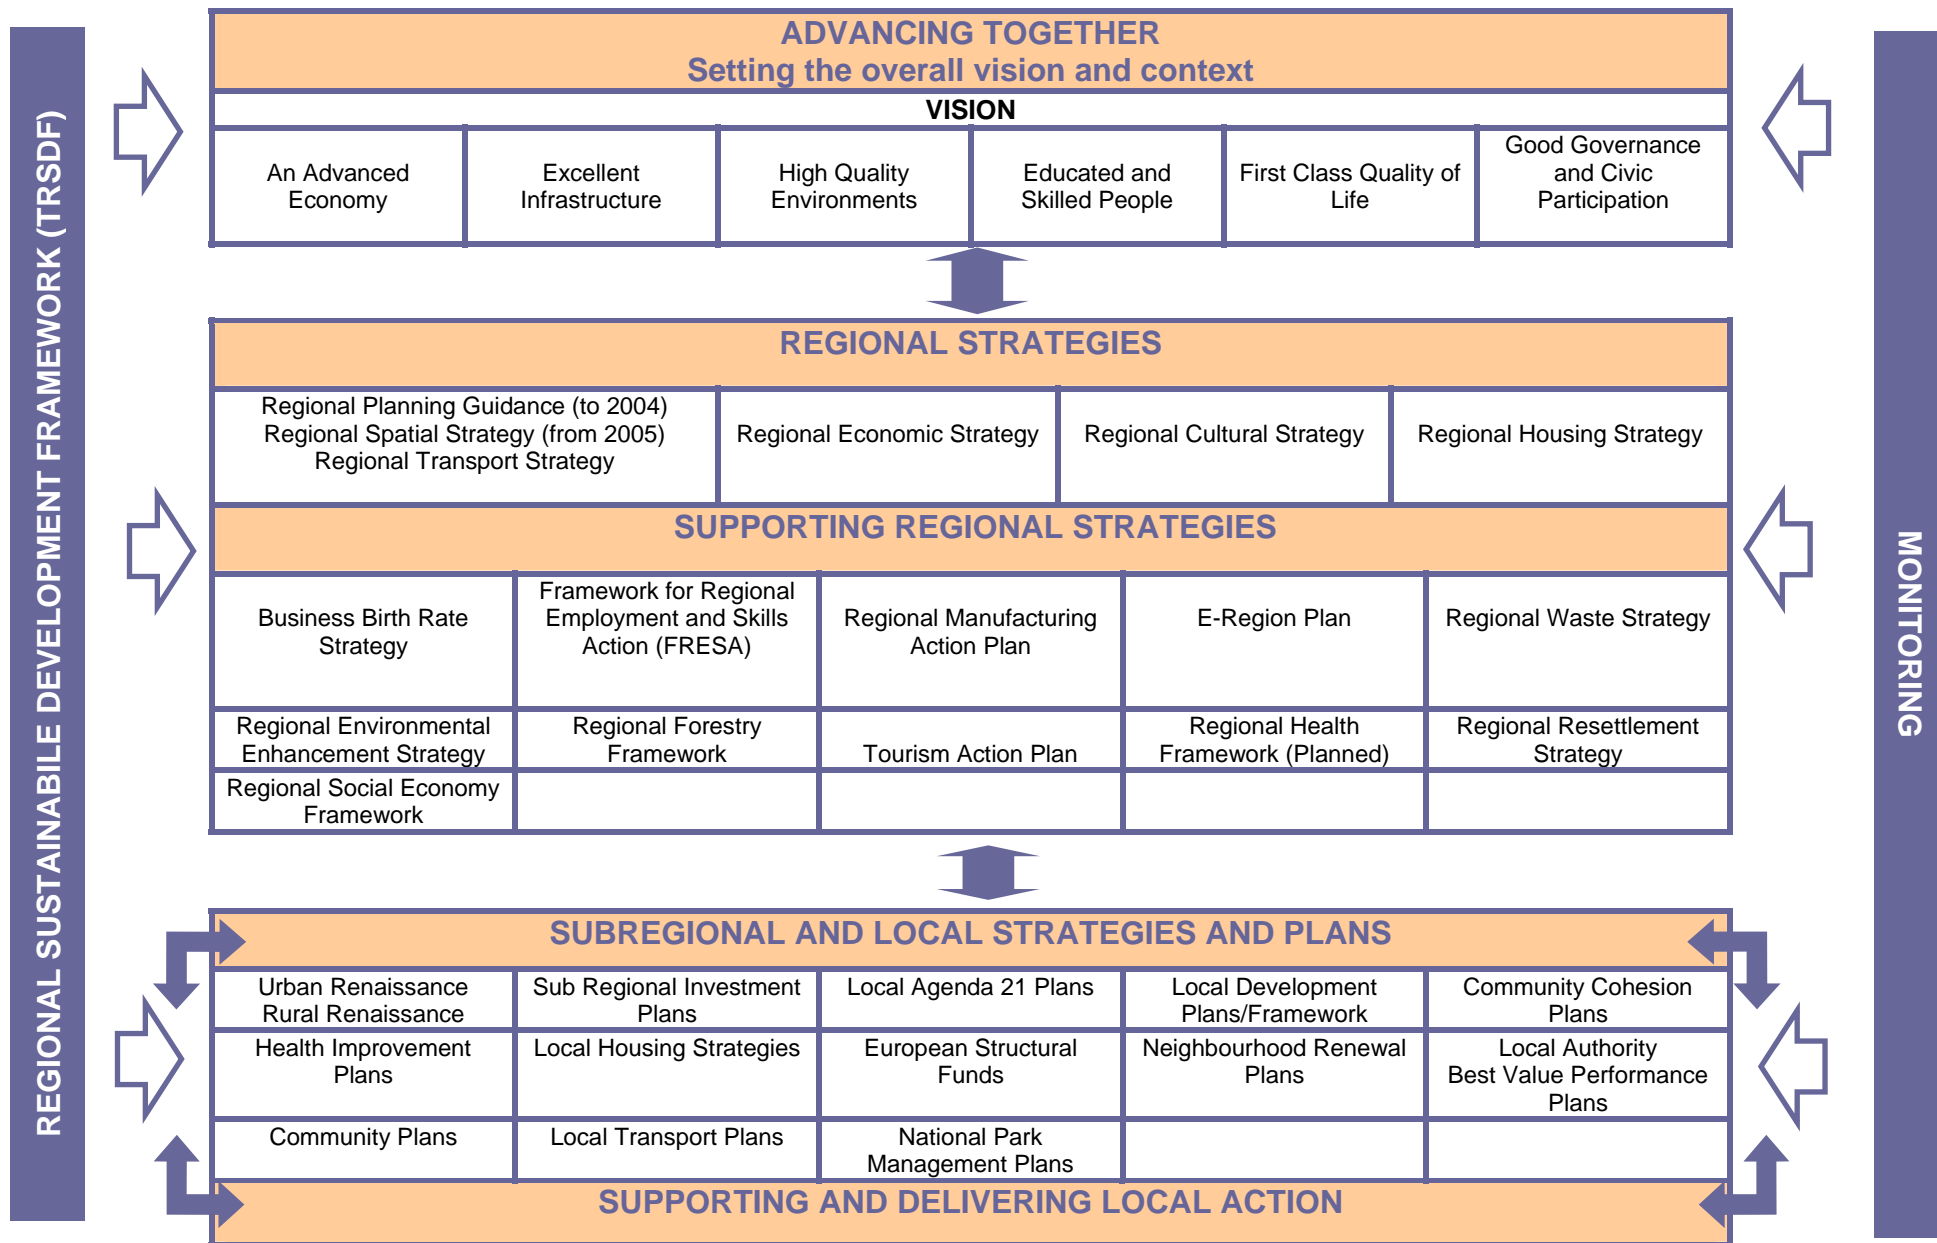 REGIONAL SUSTAINABILE DEVELOPMENT FRAMEWORK (TRSDF)
ADVANCING TOGETHER
Setting the overall vision and context
VISION
An Advanced
Economy
Excellent
Infrastructure
High Quality
Environments
Educated and
Skilled People
First Class Quality of
Life
Good Governance
and Civic
Participation
REGIONAL STRATEGIES
Regional Planning Guidance (to 2004)
Regional Spatial Strategy (from 2005)
Regional Transport Strategy
Regional Economic Strategy
Regional Cultural Strategy
Regional Housing Strategy
SUPPORTING REGIONAL STRATEGIES
Business Birth Rate
Strategy
Framework for Regional
Employment and Skills
Action (FRESA)
Regional Manufacturing
Action Plan
E-Region Plan
Regional Waste Strategy
Regional Environmental
Enhancement Strategy
Regional Forestry
Framework
Tourism Action Plan
Regional Health
Framework (Planned)
Regional Resettlement
Strategy
Regional Social Economy
Framework
SUBREGIONAL AND LOCAL STRATEGIES AND PLANS
Urban Renaissance
Rural Renaissance
Sub Regional Investment
Plans
Local Agenda 21 Plans
Local Development
Plans/Framework
Community Cohesion
Plans
Health Improvement
Plans
Local Housing Strategies
European Structural
Funds
Neighbourhood Renewal
Plans
Local Authority
Best Value Performance
Plans
Community Plans
Local Transport Plans
National Park
Management Plans
SUPPORTING AND DELIVERING LOCAL ACTION
MONITORING